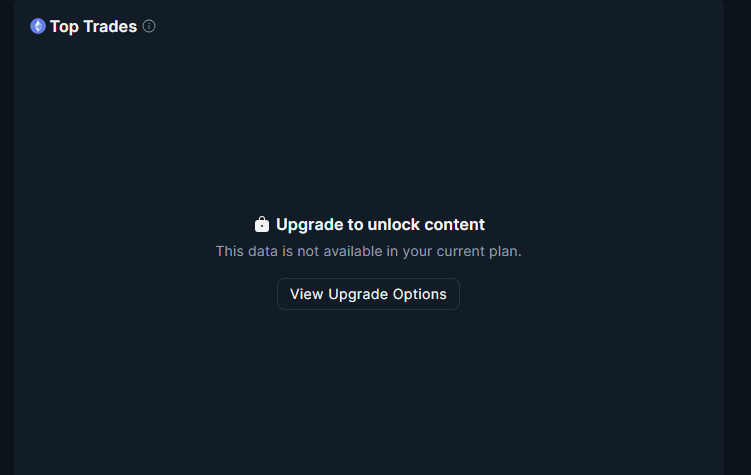 Top Trades
Upgrade to unlock content
This data is not available in your current plan.
View Upgrade Options